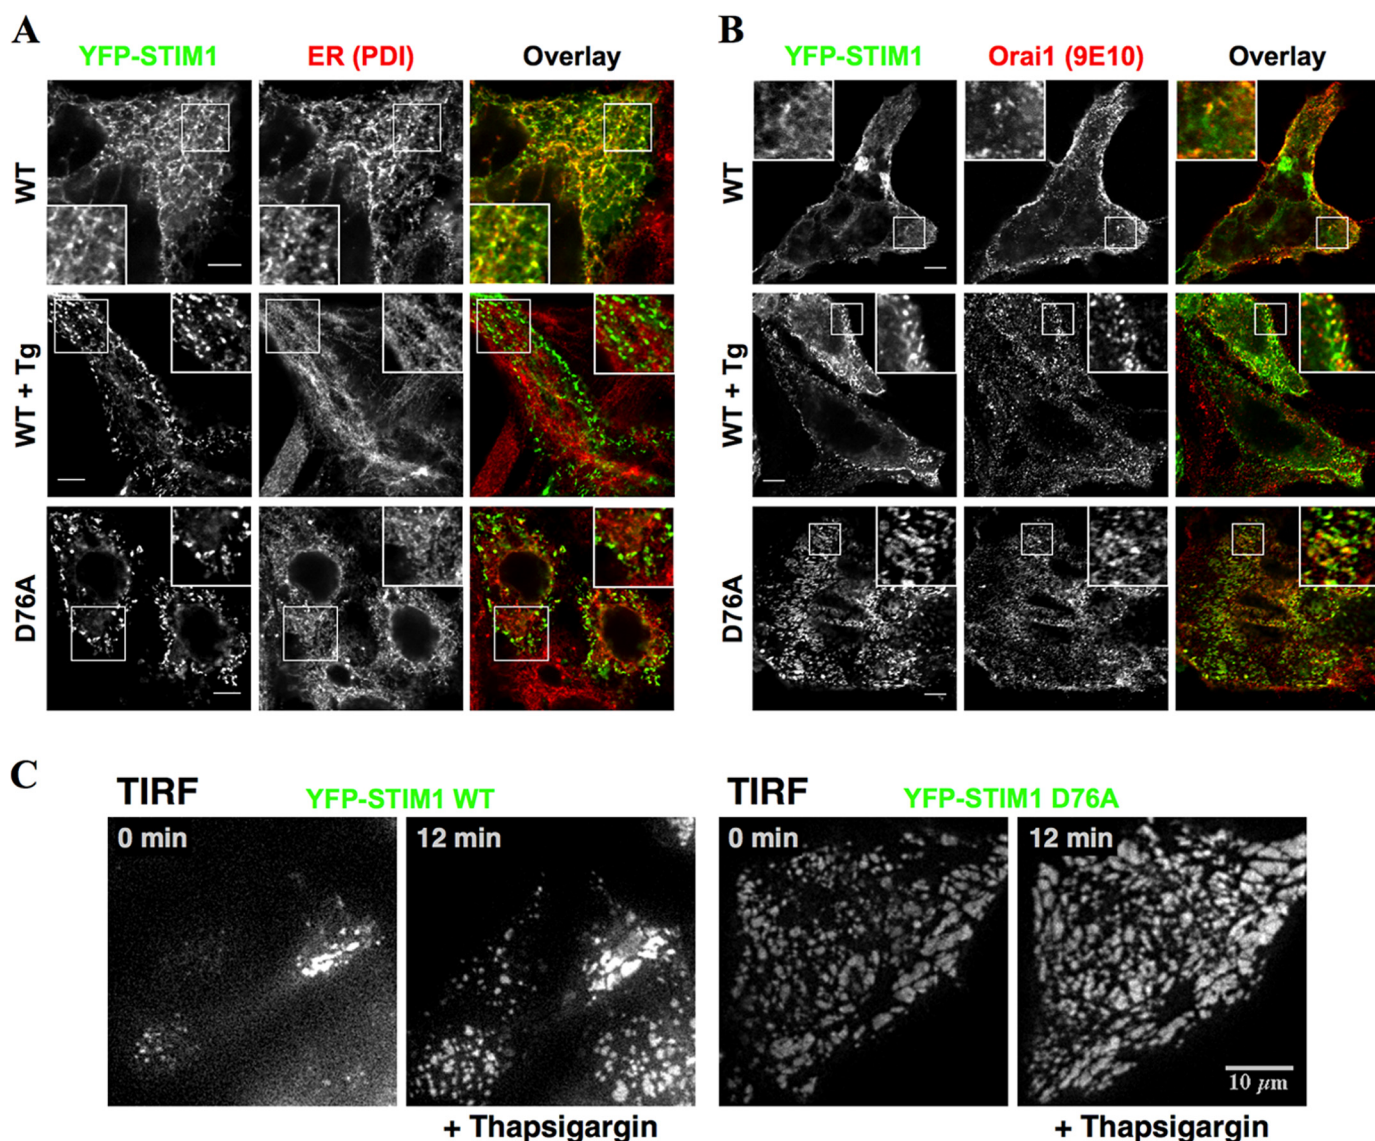 A
YFP-STIM1 ER (PDI) Overlay
WT
WT + Tg
D76A
B
YFP-STIM1 Orai1 (9E10) Overlay
WT
WT + Tg
D76A
C
TIRF YFP-STIM1 WT
0 min 12 min
+ Thapsigargin
TIRF YFP-STIM1 D76A
0 min 12 min
10 µm
+ Thapsigargin